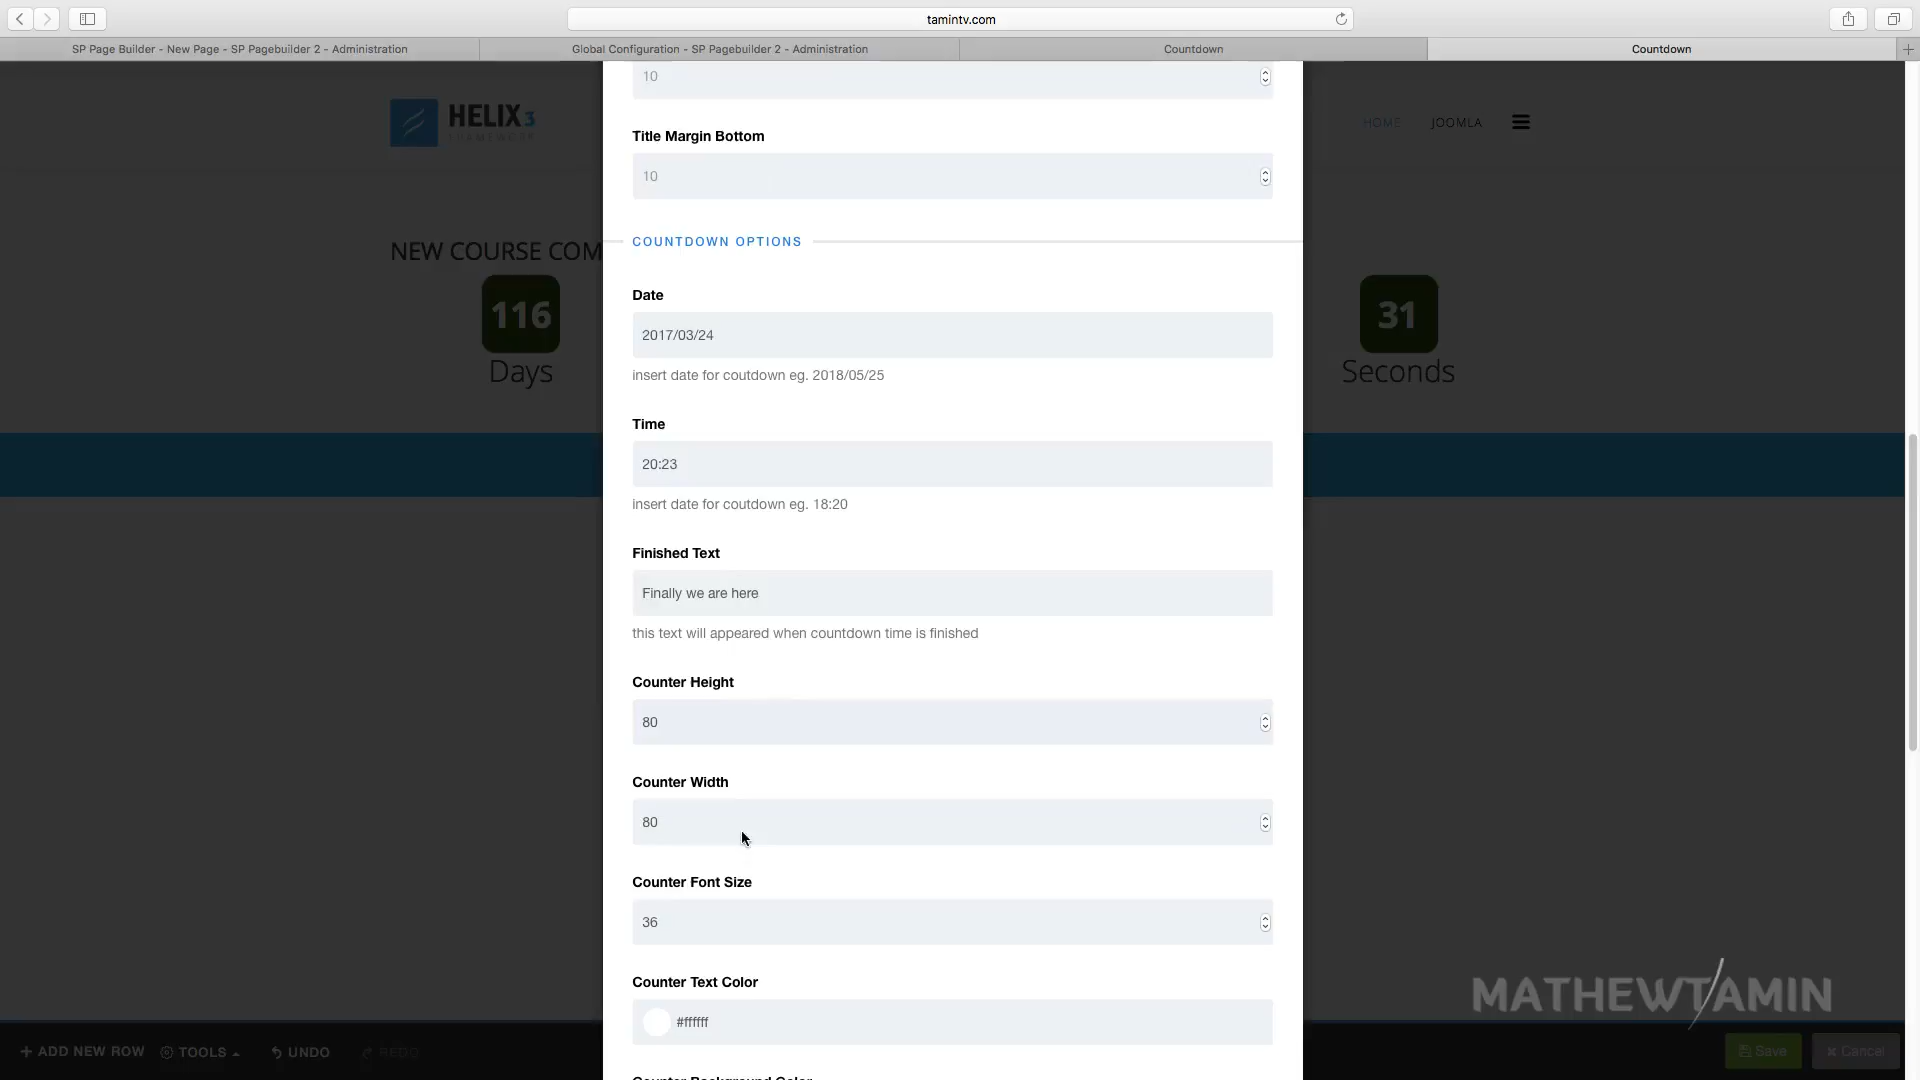 tamintv.com
SP Page Builder - New Page - SP Pagebuilder 2 - Administration
Global Configuration - SP Pagebuilder 2 - Administration
Countdown
Countdown
10
HELIX3
FRAMEWORK
HOME
JOOMLA
Title Margin Bottom
10
COUNTDOWN OPTIONS
NEW COURSE COM
116
Days
31
Seconds
Date
2017/03/24
insert date for coutdown eg. 2018/05/25
Time
20:23
insert date for coutdown eg. 18:20
Finished Text
Finally we are here
this text will appeared when countdown time is finished
Counter Height
80
Counter Width
80
Counter Font Size
36
Counter Text Color
#ffffff
Counter Background Color
MATHEWTAMIN
ADD NEW ROW
TOOLS
UNDO
REDO
Save
Cancel